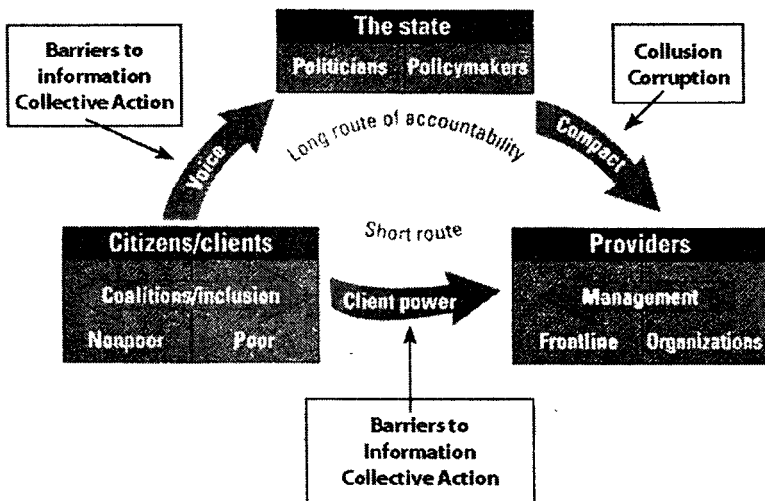 The state
Politicians Policymakers
Barriers to
information
Collective Action
Collusion
Corruption
Voice
Long route of accountability
Compact
Short route
Citizens/clients
Coalitions/inclusion
Nonpoor Poor
Client power
Providers
Management
Frontline Organizations
Barriers to
Information
Collective Action